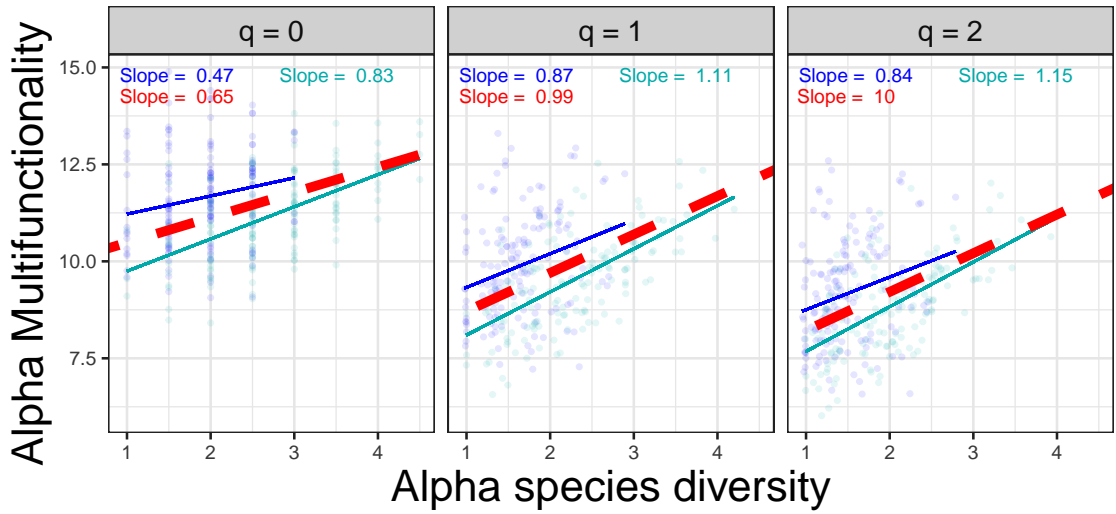 q = 0
q = 1
q = 2
Alpha Multifunctionality
15.0
12.5
10.0
7.5
Slope = 0.47
Slope = 0.83
Slope = 0.65
Slope = 0.87
Slope = 1.11
Slope = 0.99
Slope = 0.84
Slope = 1.15
Slope = 10
1 2 3 4
1 2 3 4
1 2 3 4
Alpha species diversity